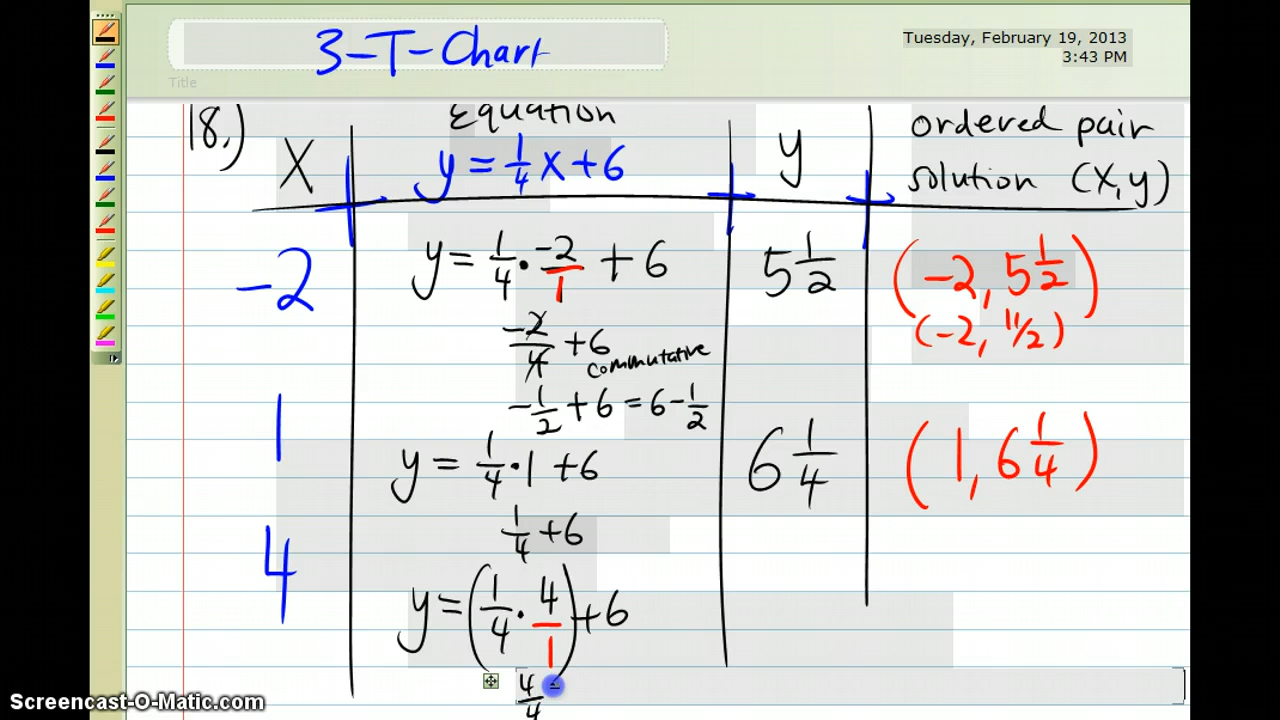 3-T-Chart
Tuesday, February 19, 2013
3:43 PM
Title
18.)
X
Equation
y = 1/4 x + 6
y
ordered pair
solution (x,y)
-2
y = 1/4 · -2/1 + 6
-2/4 + 6
commutative
-1/2 + 6 = 6 - 1/2
5 1/2
(-2, 5 1/2)
(-2, 11/2)
1
y = 1/4 · 1 + 6
1/4 + 6
6 1/4
(1, 6 1/4)
4
y = (1/4 · 4/1) + 6
4/4 =
Screencast-O-Matic.com